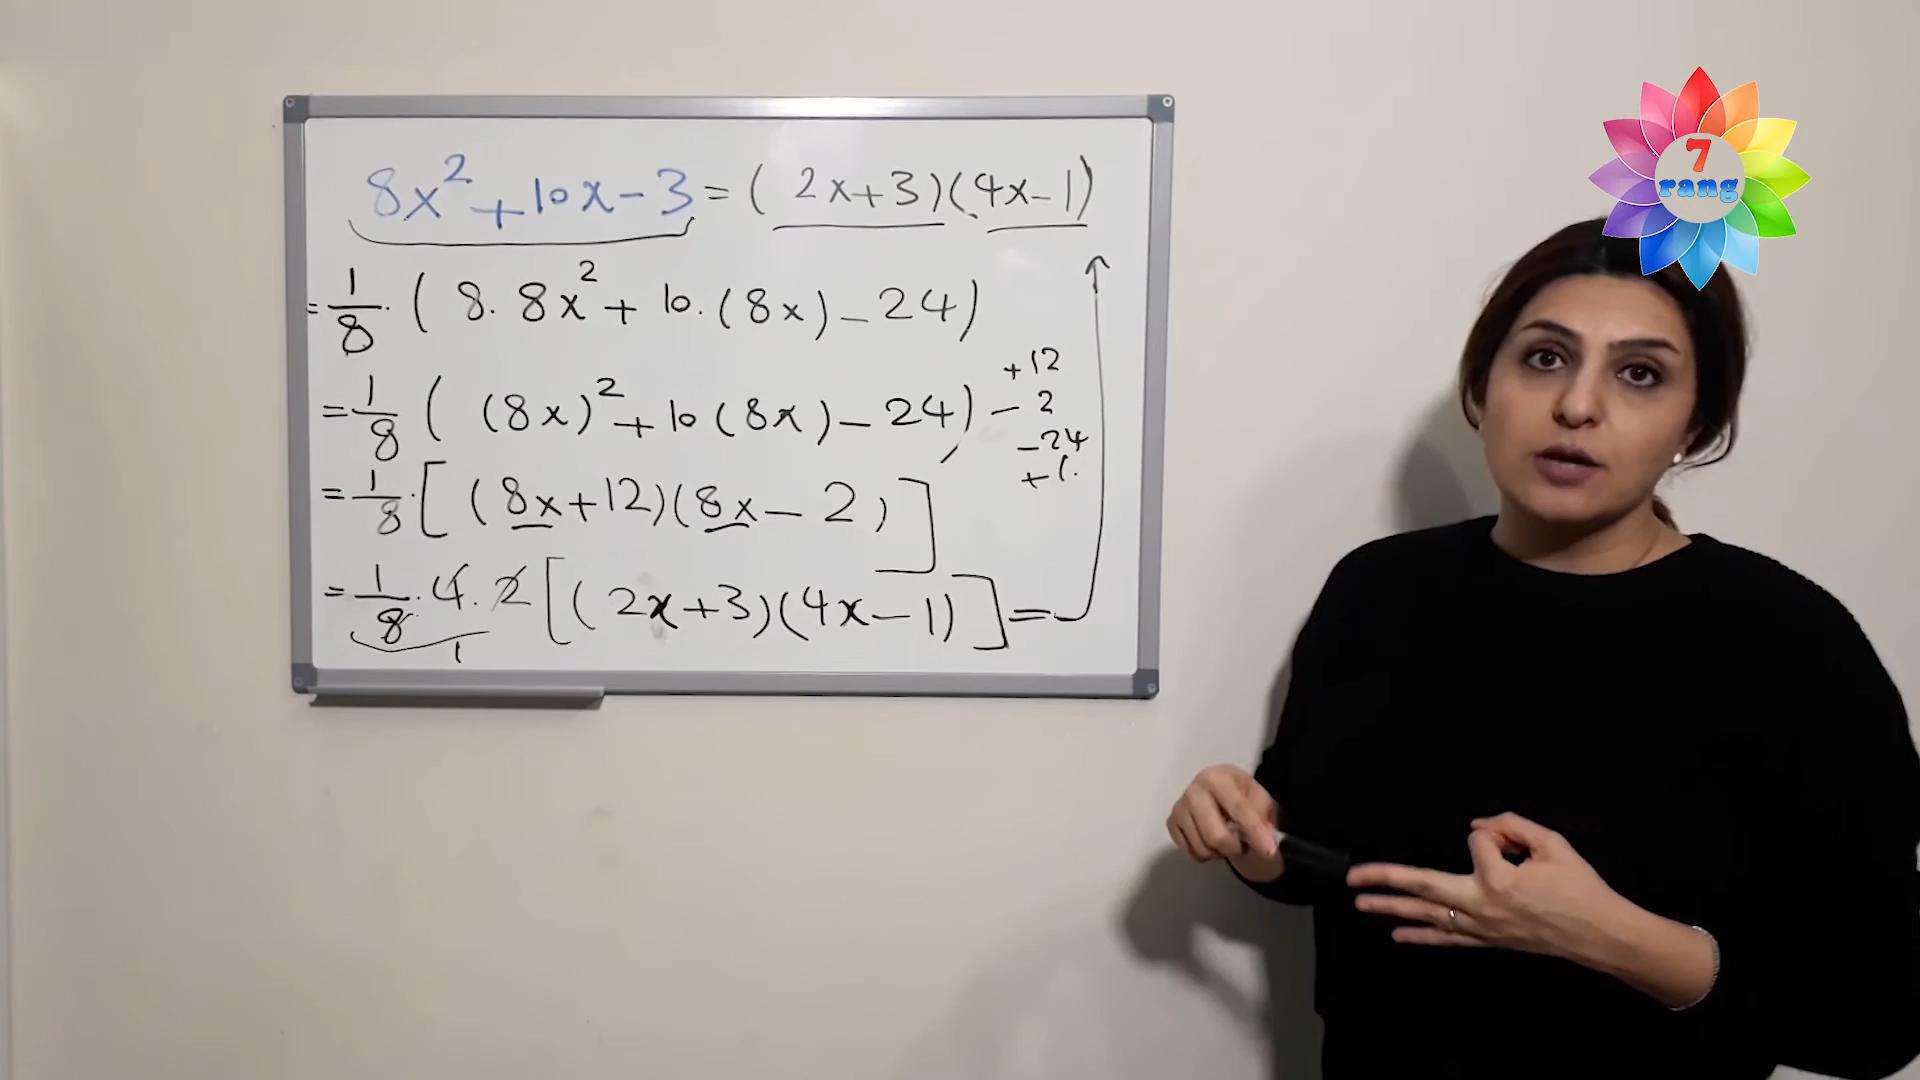 7
rang
8x² + 10x - 3 = (2x+3)(4x-1)
= 1/8 · (8. 8x² + 10. (8x) - 24)
= 1/8 ((8x)² + 10 (8x) - 24)
+12
- 2
-24
= 1/8 · [(8x+12)(8x-2)]
= 1/8 · 4 . 2 [(2x+3)(4x-1)] =
1